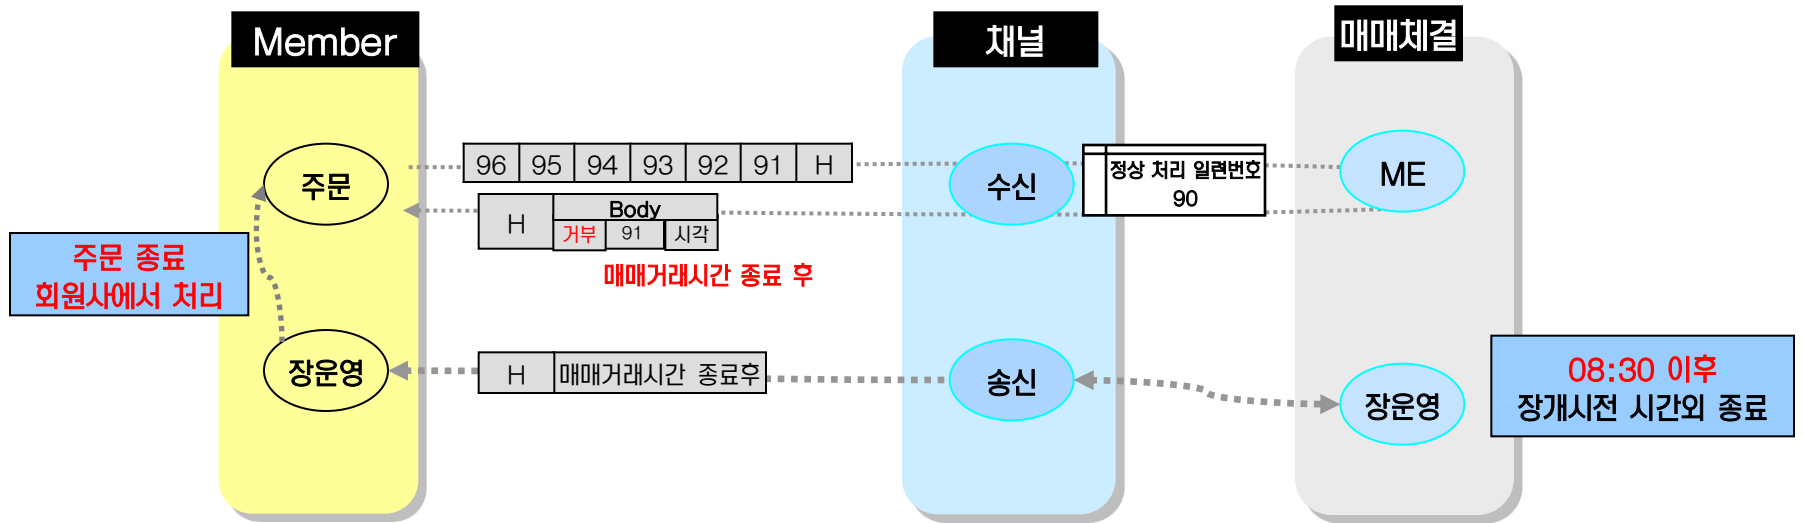 Member
채널
매매체결
96 95 94 93 92 91 H
주문
수신
정상 처리 일련번호
90
ME
H
Body
거부 91 시각
매매거래시간 종료 후
주문 종료
회원사에서 처리
장운영
H 매매거래시간 종료후
송신
장운영
08:30 이후
장개시전 시간외 종료